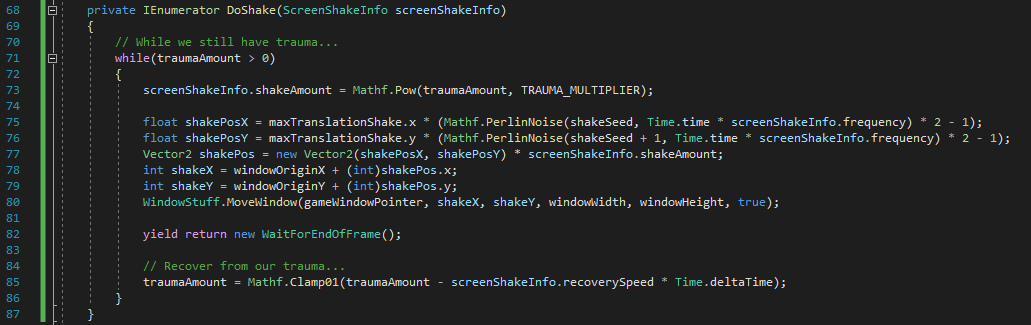 68 private IEnumerator DoShake(ScreenShakeInfo screenShakeInfo)
69 {
70 // While we still have trauma...
71 while(traumaAmount > 0)
72 {
73 screenShakeInfo.shakeAmount = Mathf.Pow(traumaAmount, TRAUMA_MULTIPLIER);
74
75 float shakePosX = maxTranslationShake.x * (Mathf.PerlinNoise(shakeSeed, Time.time * screenShakeInfo.frequency) * 2 - 1);
76 float shakePosY = maxTranslationShake.y * (Mathf.PerlinNoise(shakeSeed + 1, Time.time * screenShakeInfo.frequency) * 2 - 1);
77 Vector2 shakePos = new Vector2(shakePosX, shakePosY) * screenShakeInfo.shakeAmount;
78 int shakeX = windowOriginX + (int)shakePos.x;
79 int shakeY = windowOriginY + (int)shakePos.y;
80 WindowStuff.MoveWindow(gameWindowPointer, shakeX, shakeY, windowWidth, windowHeight, true);
81
82 yield return new WaitForEndOfFrame();
83
84 // Recover from our trauma...
85 traumaAmount = Mathf.Clamp01(traumaAmount - screenShakeInfo.recoverySpeed * Time.deltaTime);
86 }
87 }